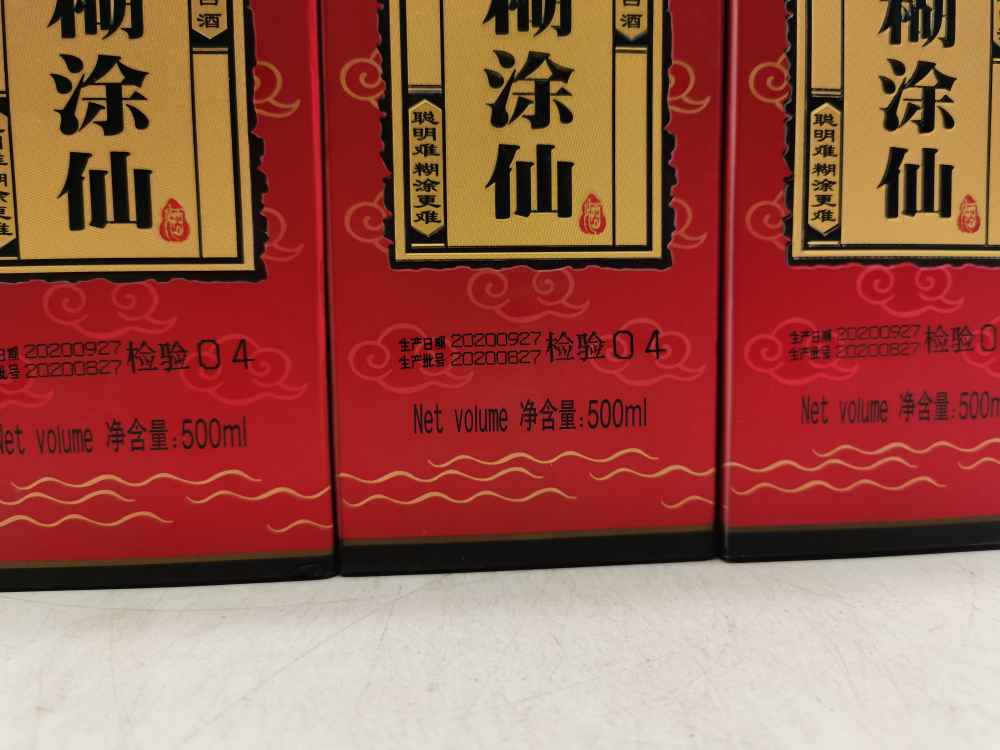 酒
糊涂仙
聪明难糊涂更难
生产日期 20200927 检验 04
生产批号 20200827
Net volume 净含量:500ml
酒
糊涂仙
聪明难糊涂更难
生产日期 20200927 检验 04
生产批号 20200827
Net volume 净含量:500ml
糊涂仙
聪明难糊涂更难
生产日期 20200927 检验 0
生产批号 20200827
Net volume 净含量:500m